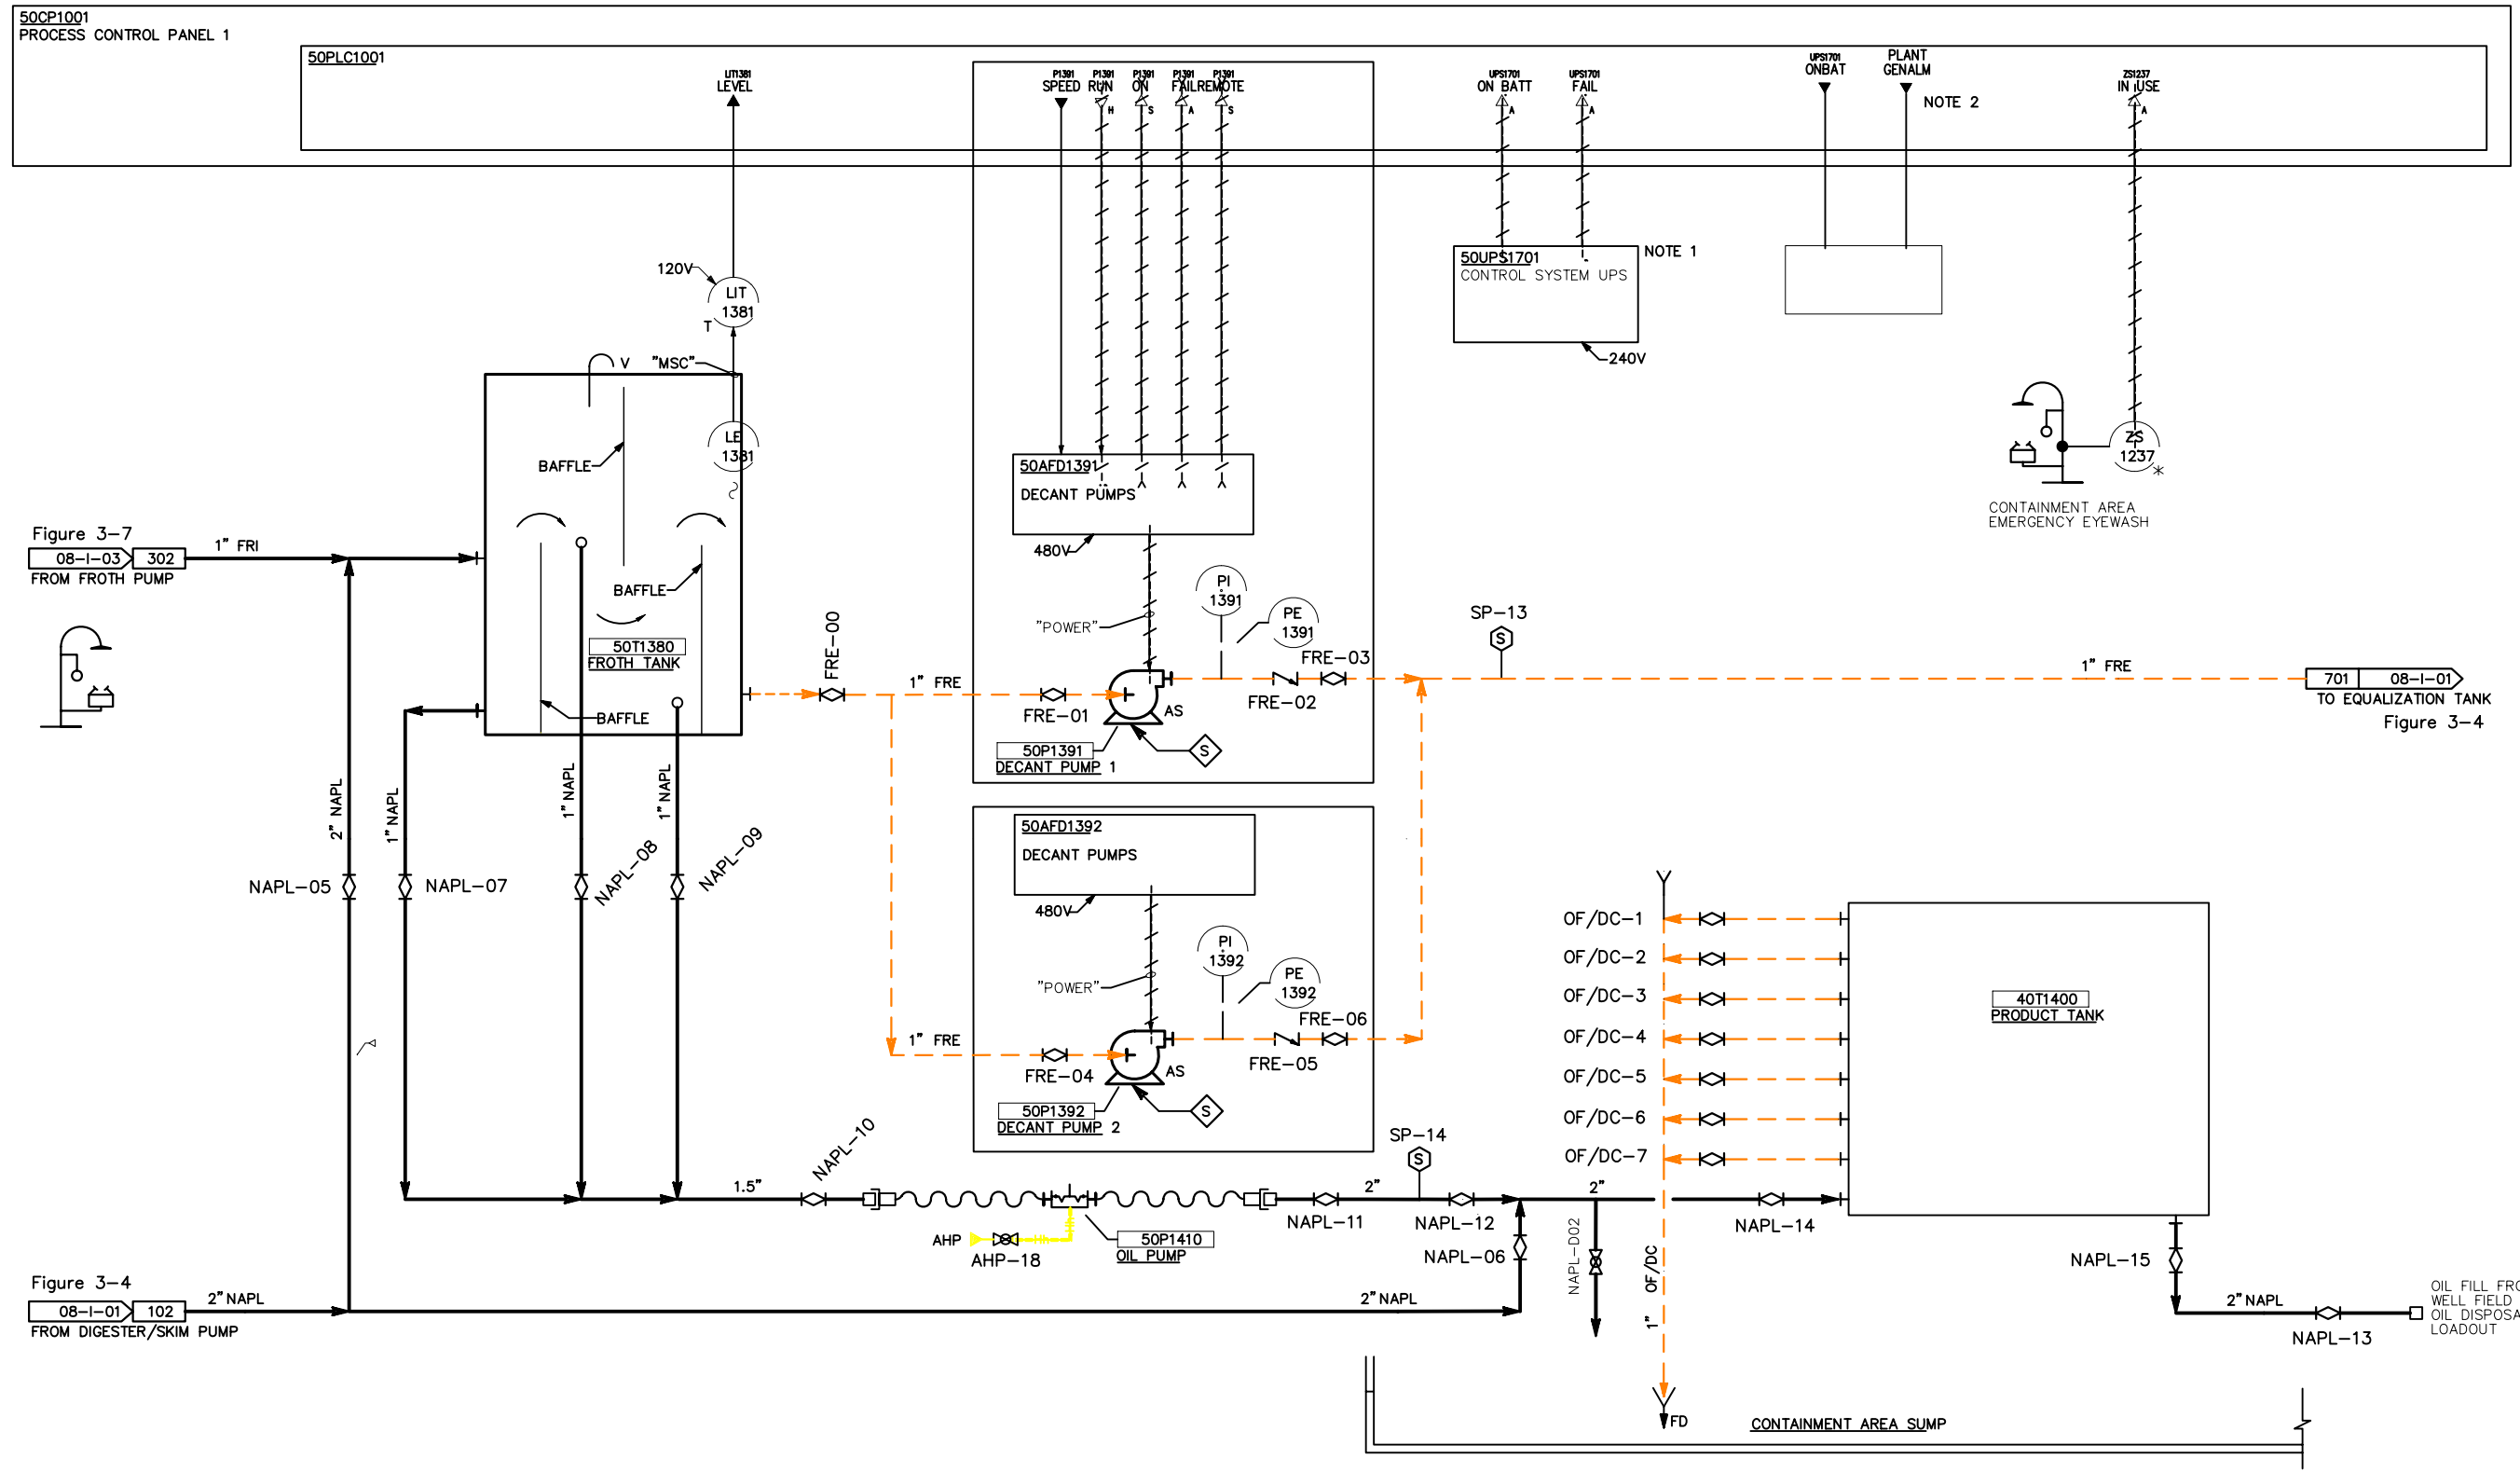 50CP1001
PROCESS CONTROL PANEL 1
50PLC1001
LIT1381
LEVEL
P1391
SPEED
P1391
RUN
P1391
ON
P1391
FAIL
P1391
REMOTE
H
S
A
S
UPS1701
ON BATT
A
UPS1701
FAIL
A
UPS1701
ONBAT
PLANT
GENALM
NOTE 2
ZS1237
IN USE
A
120V
LIT
1381
T
V
"MSC"
LE
1381
BAFFLE
BAFFLE
BAFFLE
50T1380
FROTH TANK
50AFD1391
DECANT PUMPS
480V
"POWER"
PI
1391
PE
1391
50UPS1701
CONTROL SYSTEM UPS
NOTE 1
240V
ZS
1237
*
CONTAINMENT AREA
EMERGENCY EYEWASH
Figure 3-7
08-I-03 302
FROM FROTH PUMP
1" FRI
FRE-00
1" FRE
FRE-01
AS
FRE-02
FRE-03
S
50P1391
DECANT PUMP 1
SP-13
S
1" FRE
701 08-I-01
TO EQUALIZATION TANK
Figure 3-4
2" NAPL
1" NAPL
1" NAPL
1" NAPL
NAPL-05
NAPL-07
NAPL-08
NAPL-09
50AFD1392
DECANT PUMPS
480V
"POWER"
PI
1392
PE
1392
1" FRE
FRE-04
AS
FRE-05
FRE-06
S
50P1392
DECANT PUMP 2
OF/DC-1
OF/DC-2
OF/DC-3
OF/DC-4
OF/DC-5
OF/DC-6
OF/DC-7
40T1400
PRODUCT TANK
1.5"
NAPL-10
AHP
AHP-18
50P1410
OIL PUMP
NAPL-11
2"
SP-14
S
NAPL-12
NAPL-06
2"
NAPL-D02
1" OF/DC
NAPL-14
NAPL-15
2" NAPL
NAPL-13
OIL FILL FRO
WELL FIELD
OIL DISPOSA
LOADOUT
Figure 3-4
08-I-01 102
FROM DIGESTER/SKIM PUMP
2" NAPL
2" NAPL
FD
CONTAINMENT AREA SUMP